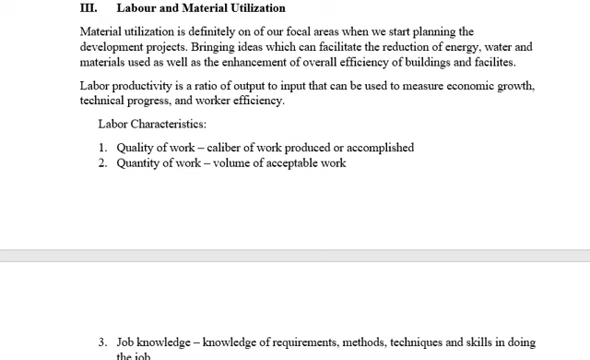 III. Labour and Material Utilization
Material utilization is definitely on of our focal areas when we start planning the
development projects. Bringing ideas which can facilitate the reduction of energy, water and
materials used as well as the enhancement of overall efficiency of buildings and facilites.
Labor productivity is a ratio of output to input that can be used to measure economic growth,
technical progress, and worker efficiency.
Labor Characteristics:
1. Quality of work – caliber of work produced or accomplished
2. Quantity of work – volume of acceptable work
3. Job knowledge – knowledge of requirements, methods, techniques and skills in doing
the job